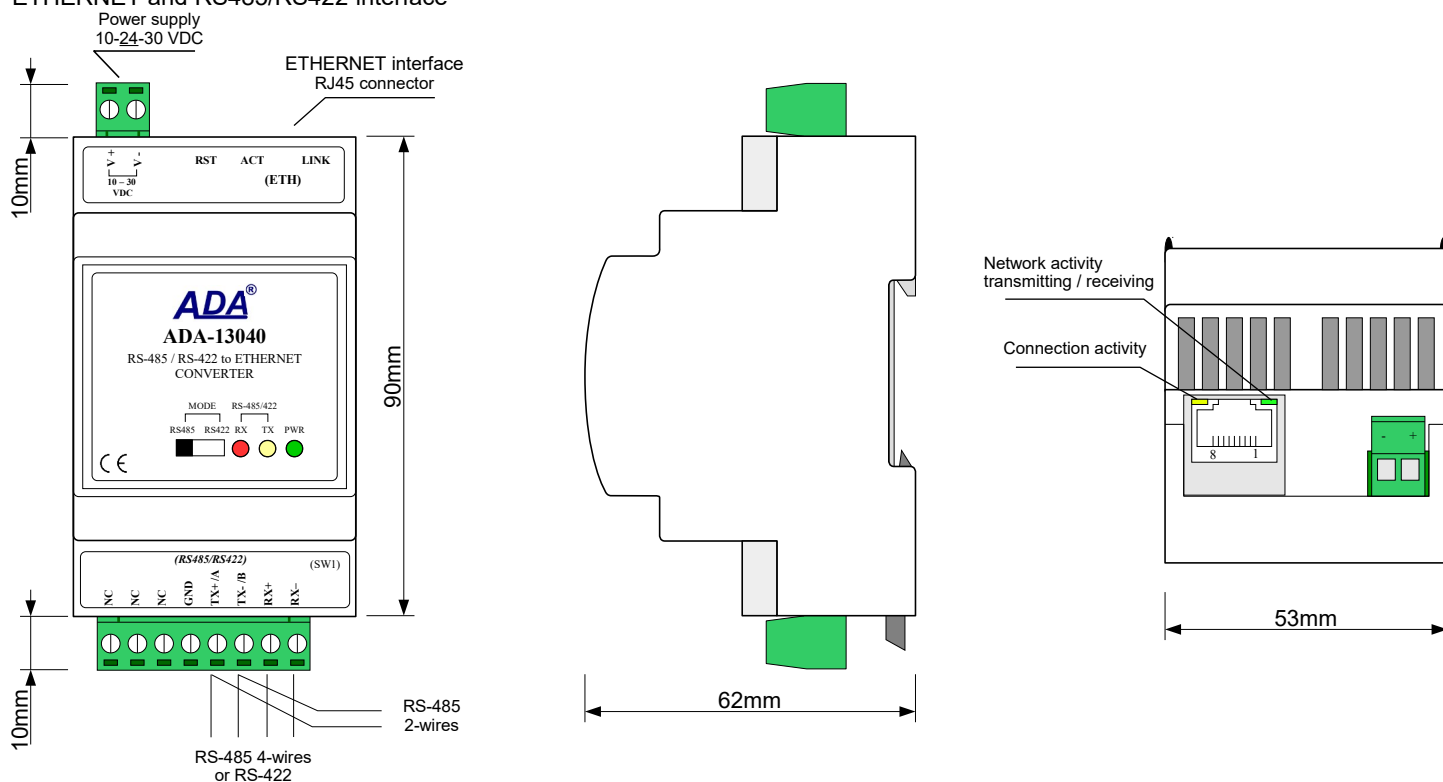 ETHERNET and RS485/RS422 interface
Power supply
10-24-30 VDC
ETHERNET interface
RJ45 connector
10mm
V +
V -
10 – 30
VDC
RST ACT LINK
(ETH)
ADA®
ADA-13040
RS-485 / RS-422 to ETHERNET
CONVERTER
MODE RS-485/422
RS485 RS422 RX TX PWR
CE
90mm
(RS485/RS422)
(SW1)
NC NC NC GND TX+/A TX-/B RX+ RX–
10mm
RS-485
2-wires
RS-485 4-wires
or RS-422
62mm
Network activity
transmitting / receiving
Connection activity
8 1
- +
53mm